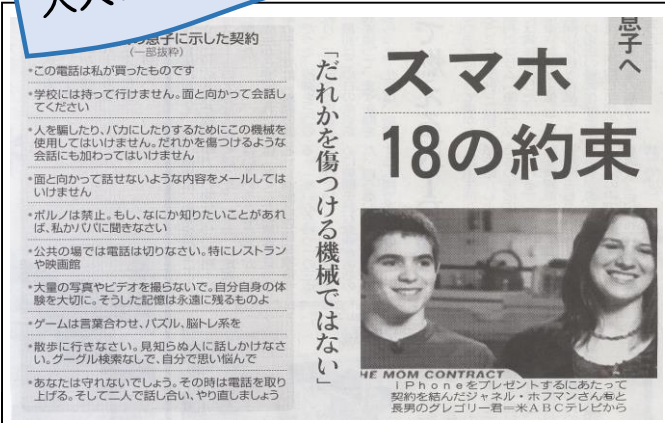 息子へ
スマホ
18の約束
「だれかを傷つける機械ではない」
HE MOM CONTRACT
iPhoneをプレゼントするにあたって
契約を結んだジャネル・ホフマンさん㊨と
長男のグレゴリー君＝米ABCテレビから
息子に示した契約
（一部抜粋）
*この電話は私が買ったものです
*学校には持って行けません。面と向かって会話し
てください
*人を騙したり、バカにしたりするためにこの機械を
使用してはいけません。だれかを傷つけるような
会話にも加わってはいけません
*面と向かって話せないような内容をメールしては
いけません
*ポルノは禁止。もし、なにか知りたいことがあれ
ば、私かパパに聞きなさい
*公共の場では電話は切りなさい。特にレストラン
や映画館
*大量の写真やビデオを撮らないで。自分自身の体
験を大切に。そうした記憶は永遠に残るものよ
*ゲームは言葉合わせ、パズル、脳トレ系を
*散歩に行きなさい。見知らぬ人に話しかけなさ
い。グーグル検索なしで、自分で思い悩んで
*あなたは守れないでしょう。その時は電話を取り
上げる。そして二人で話し合い、やり直しましょう